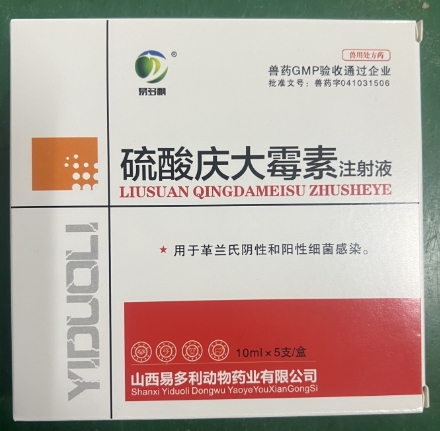 兽用处方药
兽药GMP验收通过企业
批准文号：兽药字041031506
易多利
硫酸庆大霉素注射液
LIUSUAN QINGDAMEISU ZHUSHEYE
★ 用于革兰氏阴性和阳性细菌感染。
YIDUOLI
10ml×5支/盒
山西易多利动物药业有限公司
Shanxi Yiduoli Dongwu YaoyeYouXianGongSi